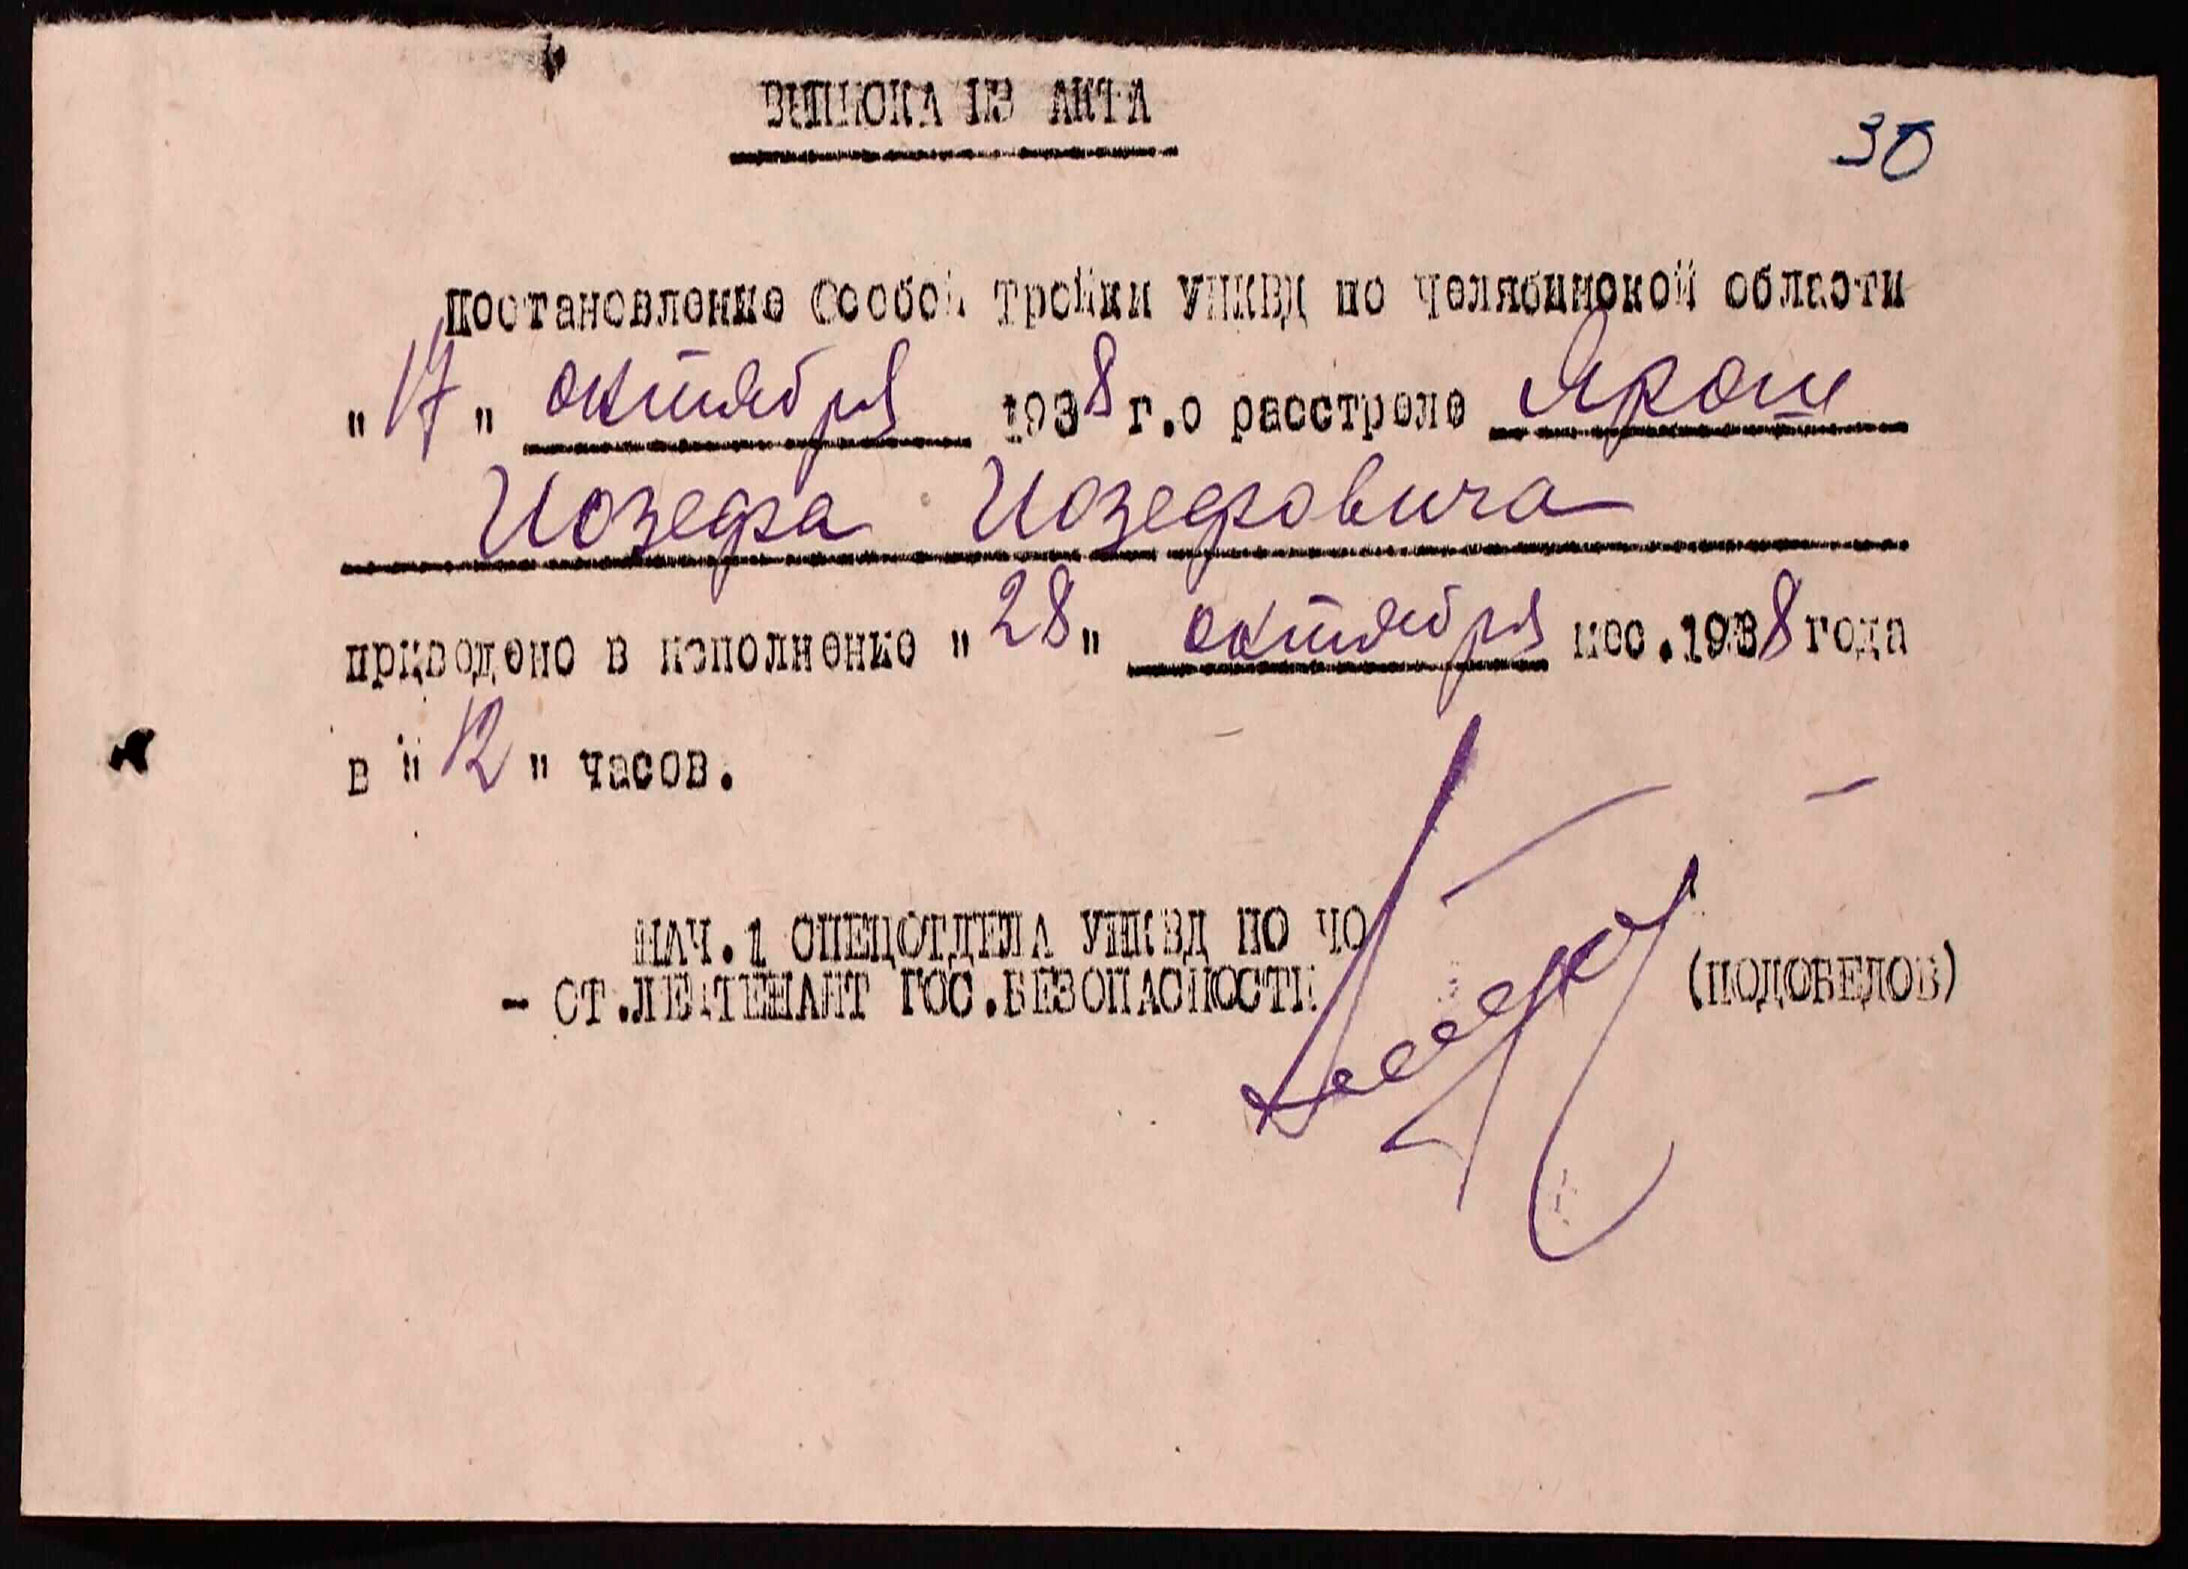 ВЫПИСКА ИЗ АКТА
30
Постановление Особой Тройки УНКВД по Челябинской области
"17" октября 1938 г.о расстреле Ярош
Иозефа Иозефовича
приведено в исполнение "28" октября мес.1938 года
в "12" часов.
НАЧ.1 СПЕЦОТДЕЛА УНКВД ПО ЧО
- СТ.ЛЕЙТЕНАНТ ГОС.БЕЗОПАСНОСТИ (ПОДОБЕДОВ)